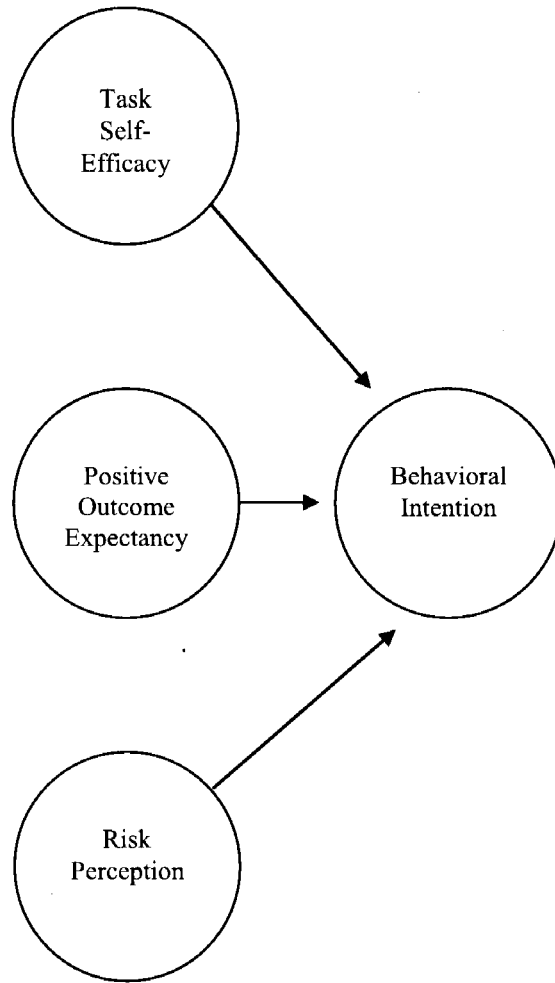 Task
Self-
Efficacy
Positive
Outcome
Expectancy
Behavioral
Intention
Risk
Perception